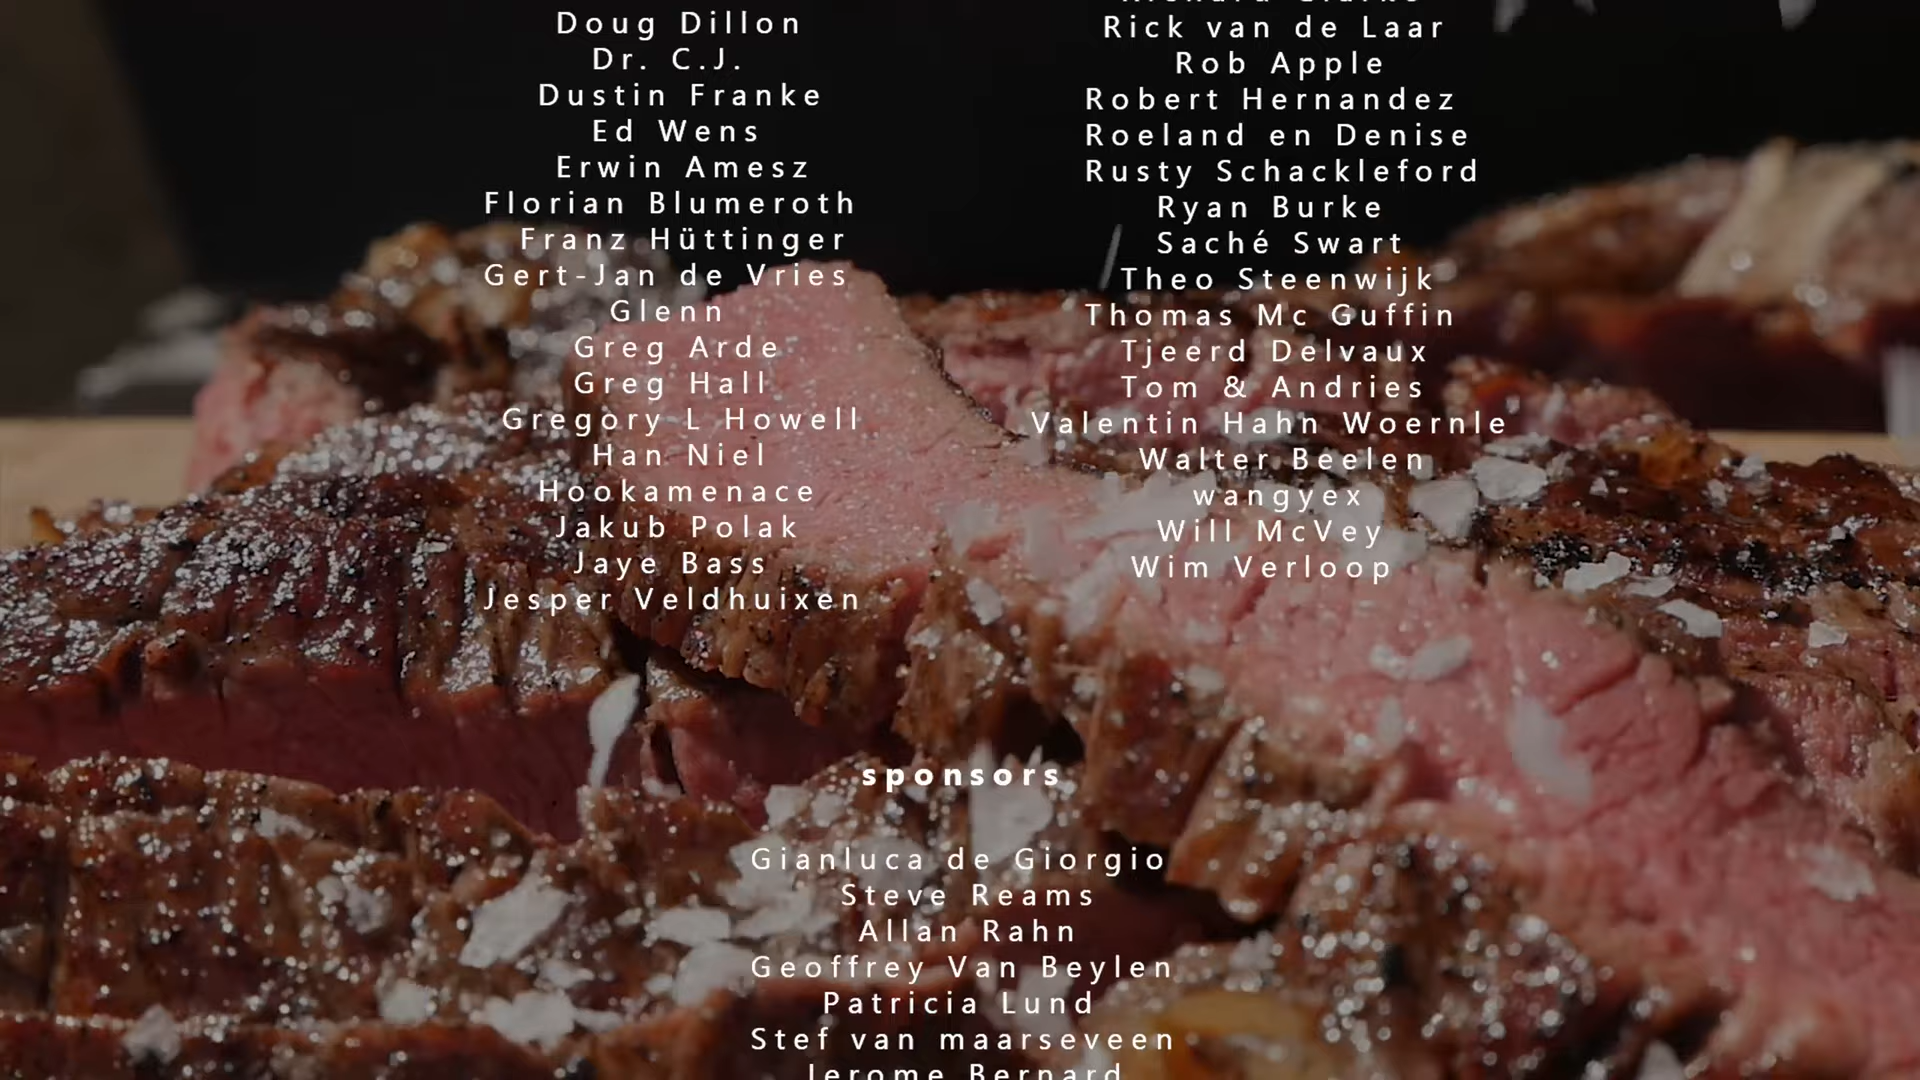 Doug Dillon
Dr. C.J.
Dustin Franke
Ed Wens
Erwin Amesz
Florian Blumeroth
Franz Hüttinger
Gert-Jan de Vries
Glenn
Greg Arde
Greg Hall
Gregory L Howell
Han Niel
Hookamenace
Jakub Polak
Jaye Bass
Jesper Veldhuixen
Rick van de Laar
Rob Apple
Robert Hernandez
Roeland en Denise
Rusty Schackleford
Ryan Burke
Saché Swart
Theo Steenwijk
Thomas Mc Guffin
Tjeerd Delvaux
Tom & Andries
Valentin Hahn Woernle
Walter Beelen
wangyex
Will McVey
Wim Verloop
sponsors
Gianluca de Giorgio
Steve Reams
Allan Rahn
Geoffrey Van Beylen
Patricia Lund
Stef van maarseveen
Jerome Bernard